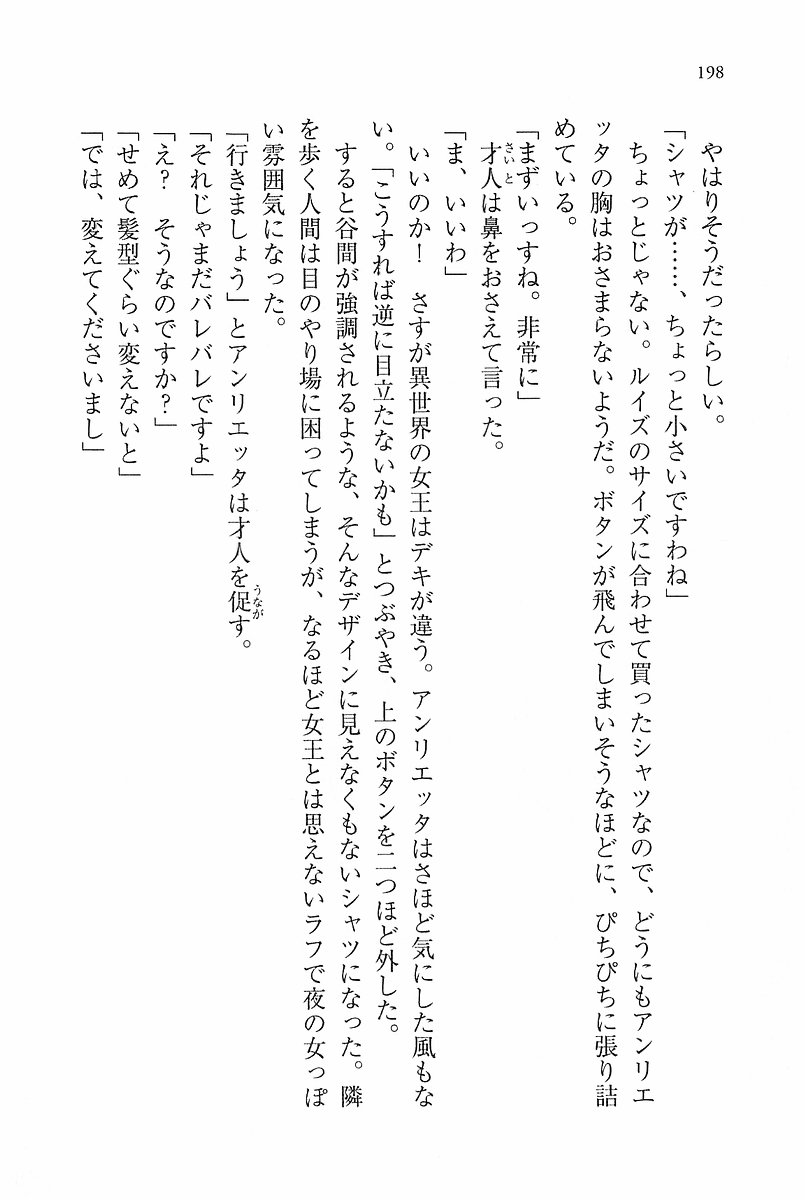 198
やはりそうだったらしい。
「シャツが……、ちょっと小さいですわね」
ちょっとじゃない。ルイズのサイズに合わせて買ったシャツなので、どうにもアンリエ
ッタの胸はおさまらないようだ。ボタンが飛んでしまいそうなほどに、ぴちぴちに張り詰
めている。
「まずいっすね。非常に」
才人は鼻をおさえて言った。
さいと
「ま、いいわ」
いいのか！　さすが異世界の女王はデキが違う。アンリエッタはさほど気にした風もな
い。「こうすれば逆に目立たないかも」とつぶやき、上のボタンを二つほど外した。
すると谷間が強調されるような、そんなデザインに見えなくもないシャツになった。隣
を歩く人間は目のやり場に困ってしまうが、なるほど女王とは思えないラフで夜の女っぽ
い雰囲気になった。
「行きましょう」とアンリエッタは才人を促す。
うなが
「それじゃまだバレバレですよ」
「え？　そうなのですか？」
「せめて髪型ぐらい変えないと」
「では、変えてくださいまし」